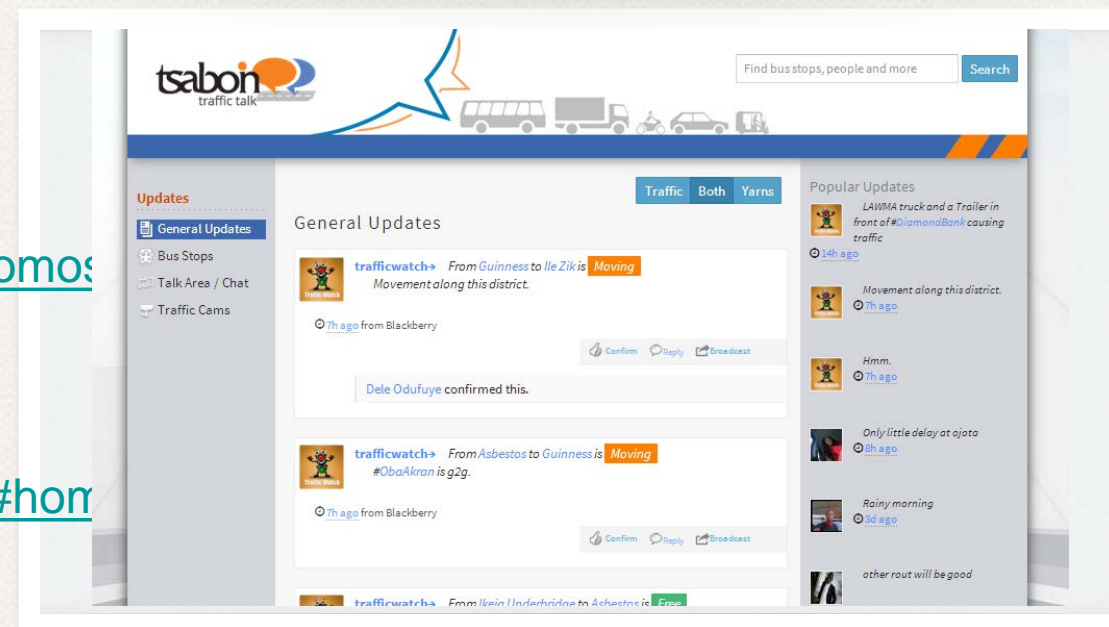 tsaboin
traffic talk
Find bus stops, people and more
Search
Updates
General Updates
Bus Stops
Talk Area / Chat
Traffic Cams
omos
#hom
Traffic Both Yarns
General Updates
trafficwatch→ From Guinness to Ile Zik is Moving
Movement along this district.
7h ago from Blackberry
Confirm Reply Broadcast
Dele Odufuye confirmed this.
trafficwatch→ From Asbestos to Guinness is Moving
#ObaAkran is g2g.
7h ago from Blackberry
Confirm Reply Broadcast
trafficwatch→ From Ikeja Underbridge to Asbestos is Free
Popular Updates
LAWMA truck and a Trailer in
front of #DiamondBank causing
traffic
14h ago
Movement along this district.
7h ago
Hmm.
7h ago
Only little delay at ojota
8h ago
Rainy morning
3d ago
other rout will be good